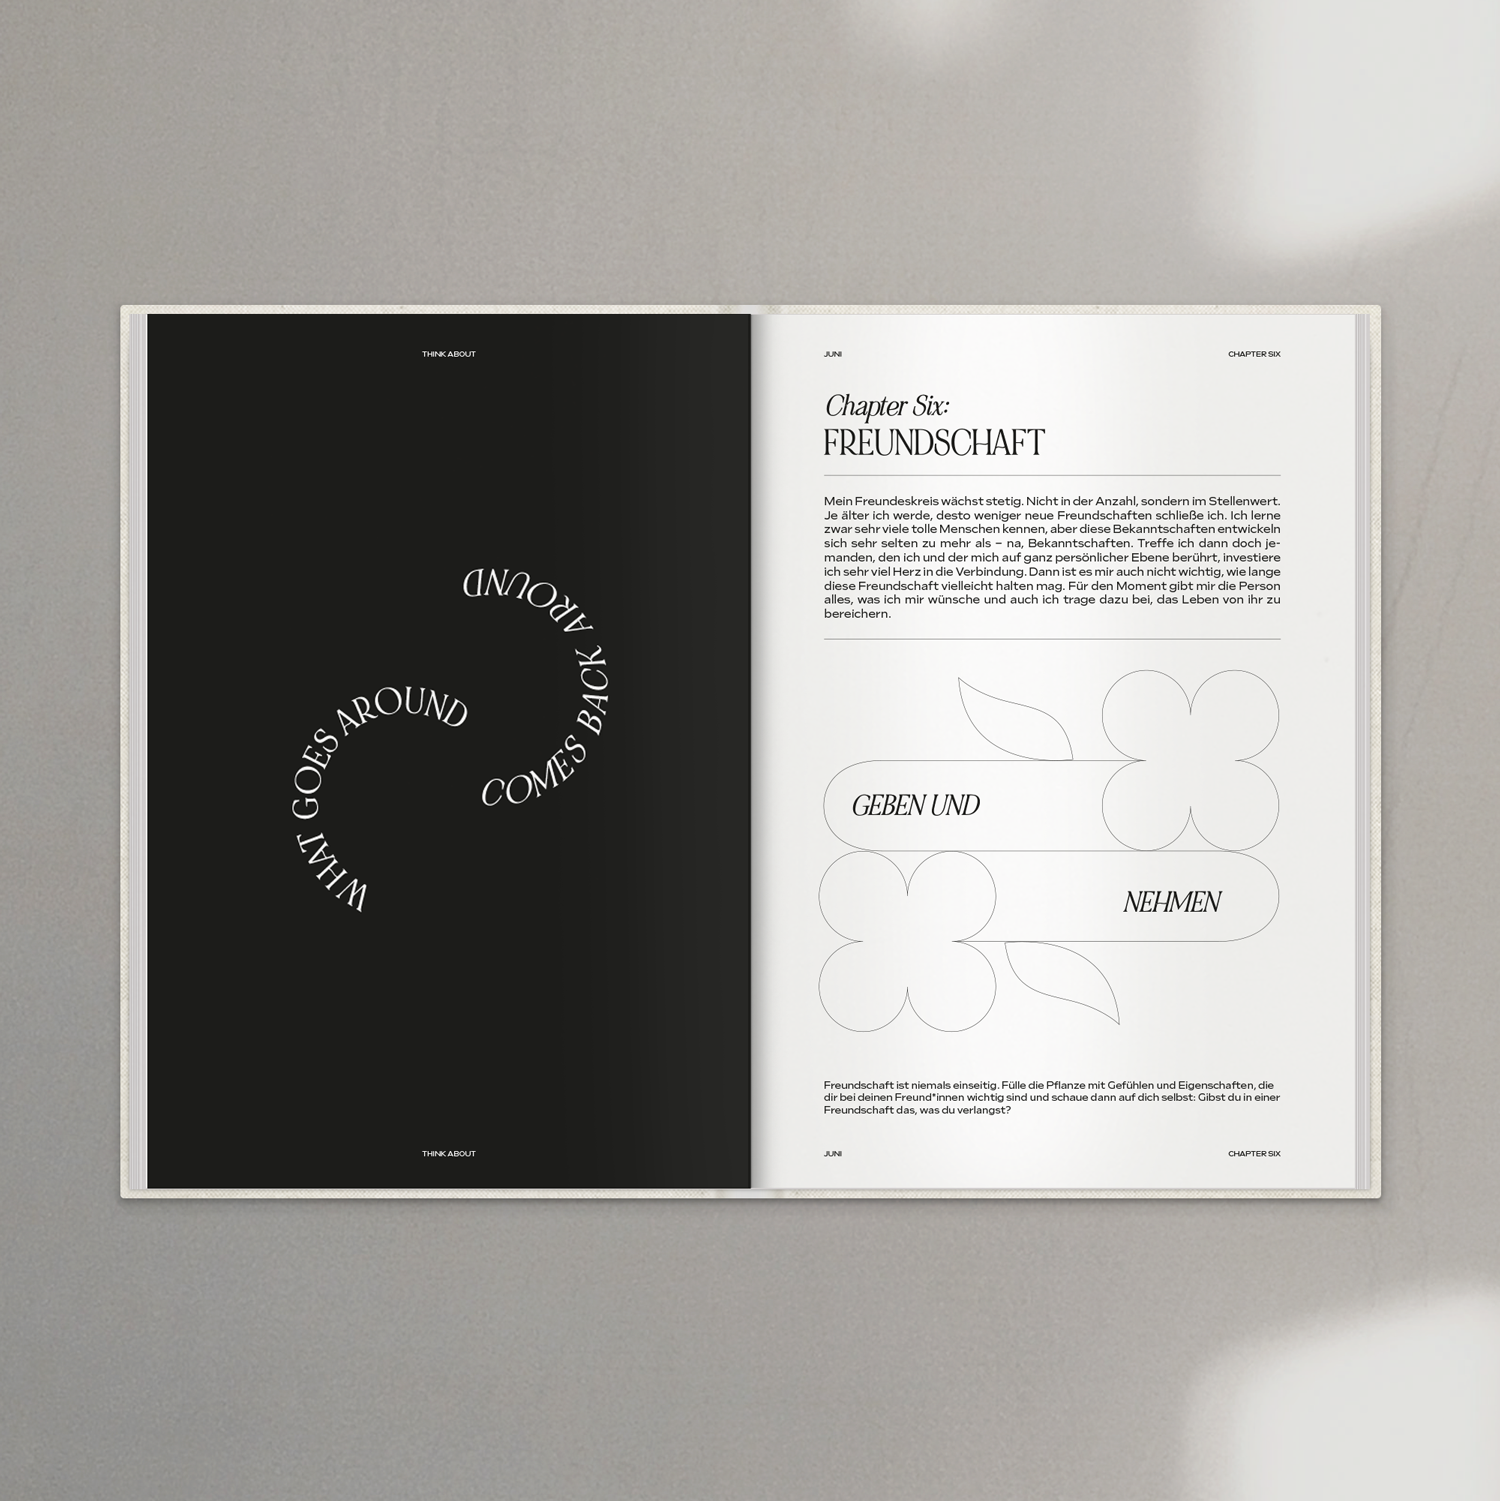 THINK ABOUT
WHAT GOES AROUND
COMES BACK AROUND
THINK ABOUT
JUNI
CHAPTER SIX
Chapter Six:
FREUNDSCHAFT
Mein Freundeskreis wächst stetig. Nicht in der Anzahl, sondern im Stellenwert.
Je älter ich werde, desto weniger neue Freundschaften schließe ich. Ich lerne
zwar sehr viele tolle Menschen kennen, aber diese Bekanntschaften entwickeln
sich sehr selten zu mehr als – na, Bekanntschaften. Treffe ich dann doch je-
manden, den ich und der mich auf ganz persönlicher Ebene berührt, investiere
ich sehr viel Herz in die Verbindung. Dann ist es mir auch nicht wichtig, wie lange
diese Freundschaft vielleicht halten mag. Für den Moment gibt mir die Person
alles, was ich mir wünsche und auch ich trage dazu bei, das Leben von ihr zu
bereichern.
GEBEN UND
NEHMEN
Freundschaft ist niemals einseitig. Fülle die Pflanze mit Gefühlen und Eigenschaften, die
dir bei deinen Freund*innen wichtig sind und schaue dann auf dich selbst: Gibst du in einer
Freundschaft das, was du verlangst?
JUNI
CHAPTER SIX